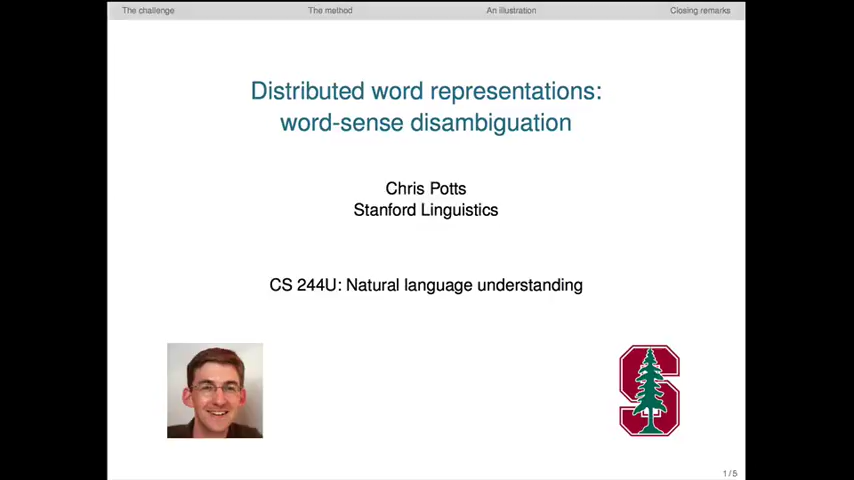 The challenge The method An illustration Closing remarks
Distributed word representations:
word-sense disambiguation
Chris Potts
Stanford Linguistics
CS 244U: Natural language understanding
1 / 5